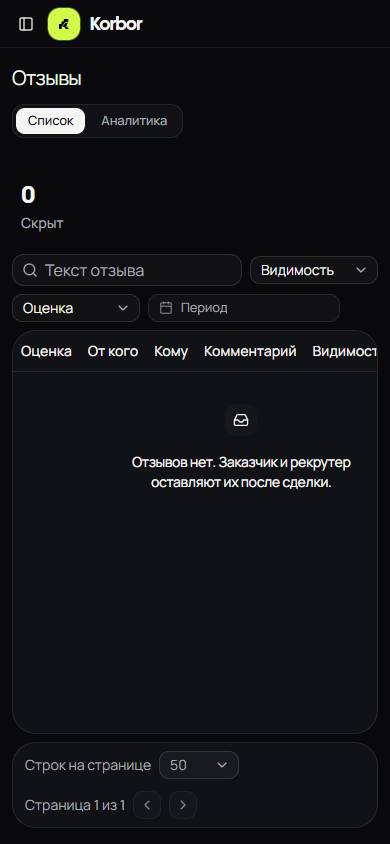 Korbor
Отзывы
Список Аналитика
0
Скрыт
Текст отзыва Видимость
Оценка Период
Оценка От кого Кому Комментарий Видимост
Отзывов нет. Заказчик и рекрутер
оставляют их после сделки.
Строк на странице 50
Страница 1 из 1